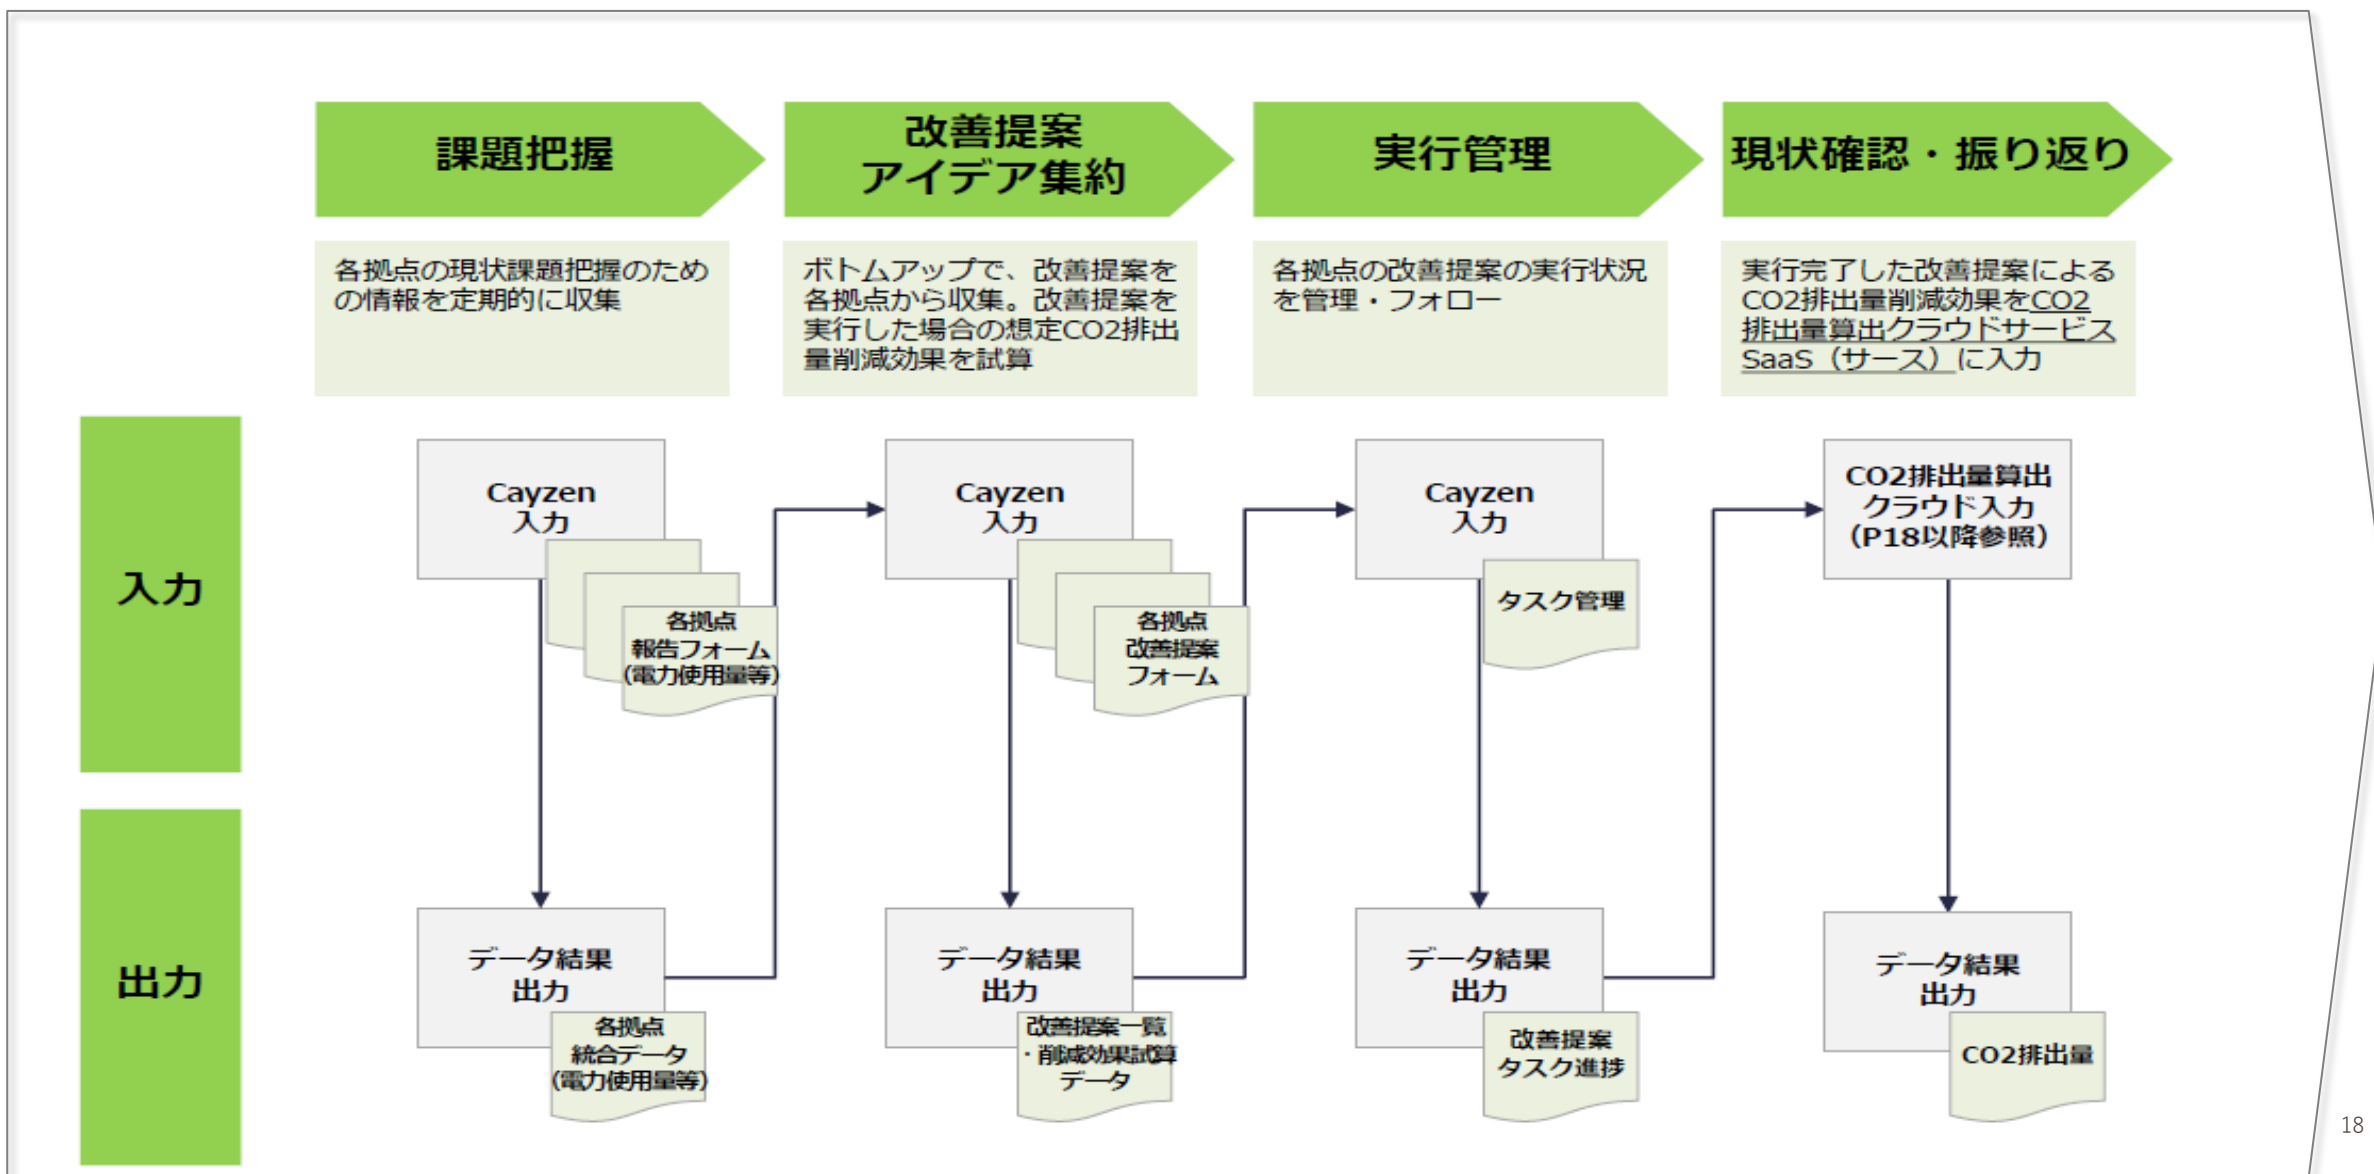 課題把握
改善提案
アイデア集約
実行管理
現状確認・振り返り
各拠点の現状課題把握のため
の情報を定期的に収集
ボトムアップで、改善提案を
各拠点から収集。改善提案を
実行した場合の想定CO2排出
量削減効果を試算
各拠点の改善提案の実行状況
を管理・フォロー
実行完了した改善提案による
CO2排出量削減効果をCO2
排出量算出クラウドサービス
SaaS（サース）に入力
入力
Cayzen
入力
各拠点
報告フォーム
（電力使用量等）
Cayzen
入力
各拠点
改善提案
フォーム
Cayzen
入力
タスク管理
CO2排出量算出
クラウド入力
（P18以降参照）
出力
データ結果
出力
各拠点
統合データ
（電力使用量等）
データ結果
出力
改善提案一覧
・削減効果試算
データ
データ結果
出力
改善提案
タスク進捗
データ結果
出力
CO2排出量
18